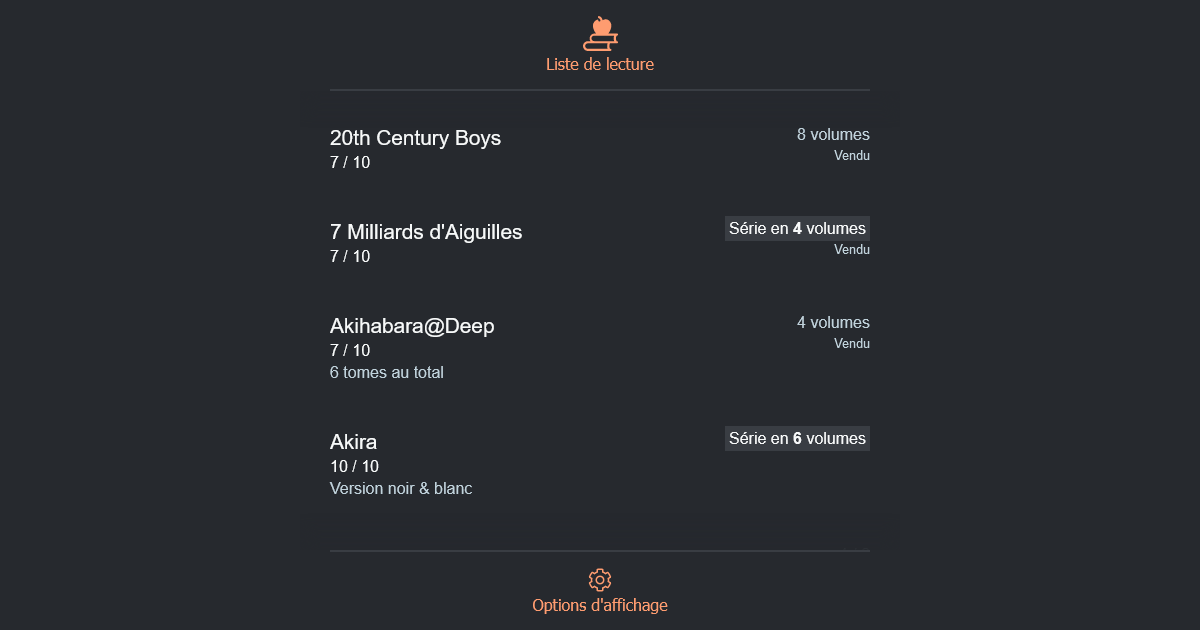 Liste de lecture
20th Century Boys
8 volumes
7 / 10
Vendu
7 Milliards d'Aiguilles
Série en 4 volumes
7 / 10
Vendu
Akihabara@Deep
4 volumes
7 / 10
Vendu
6 tomes au total
Akira
Série en 6 volumes
10 / 10
Version noir & blanc
Options d'affichage